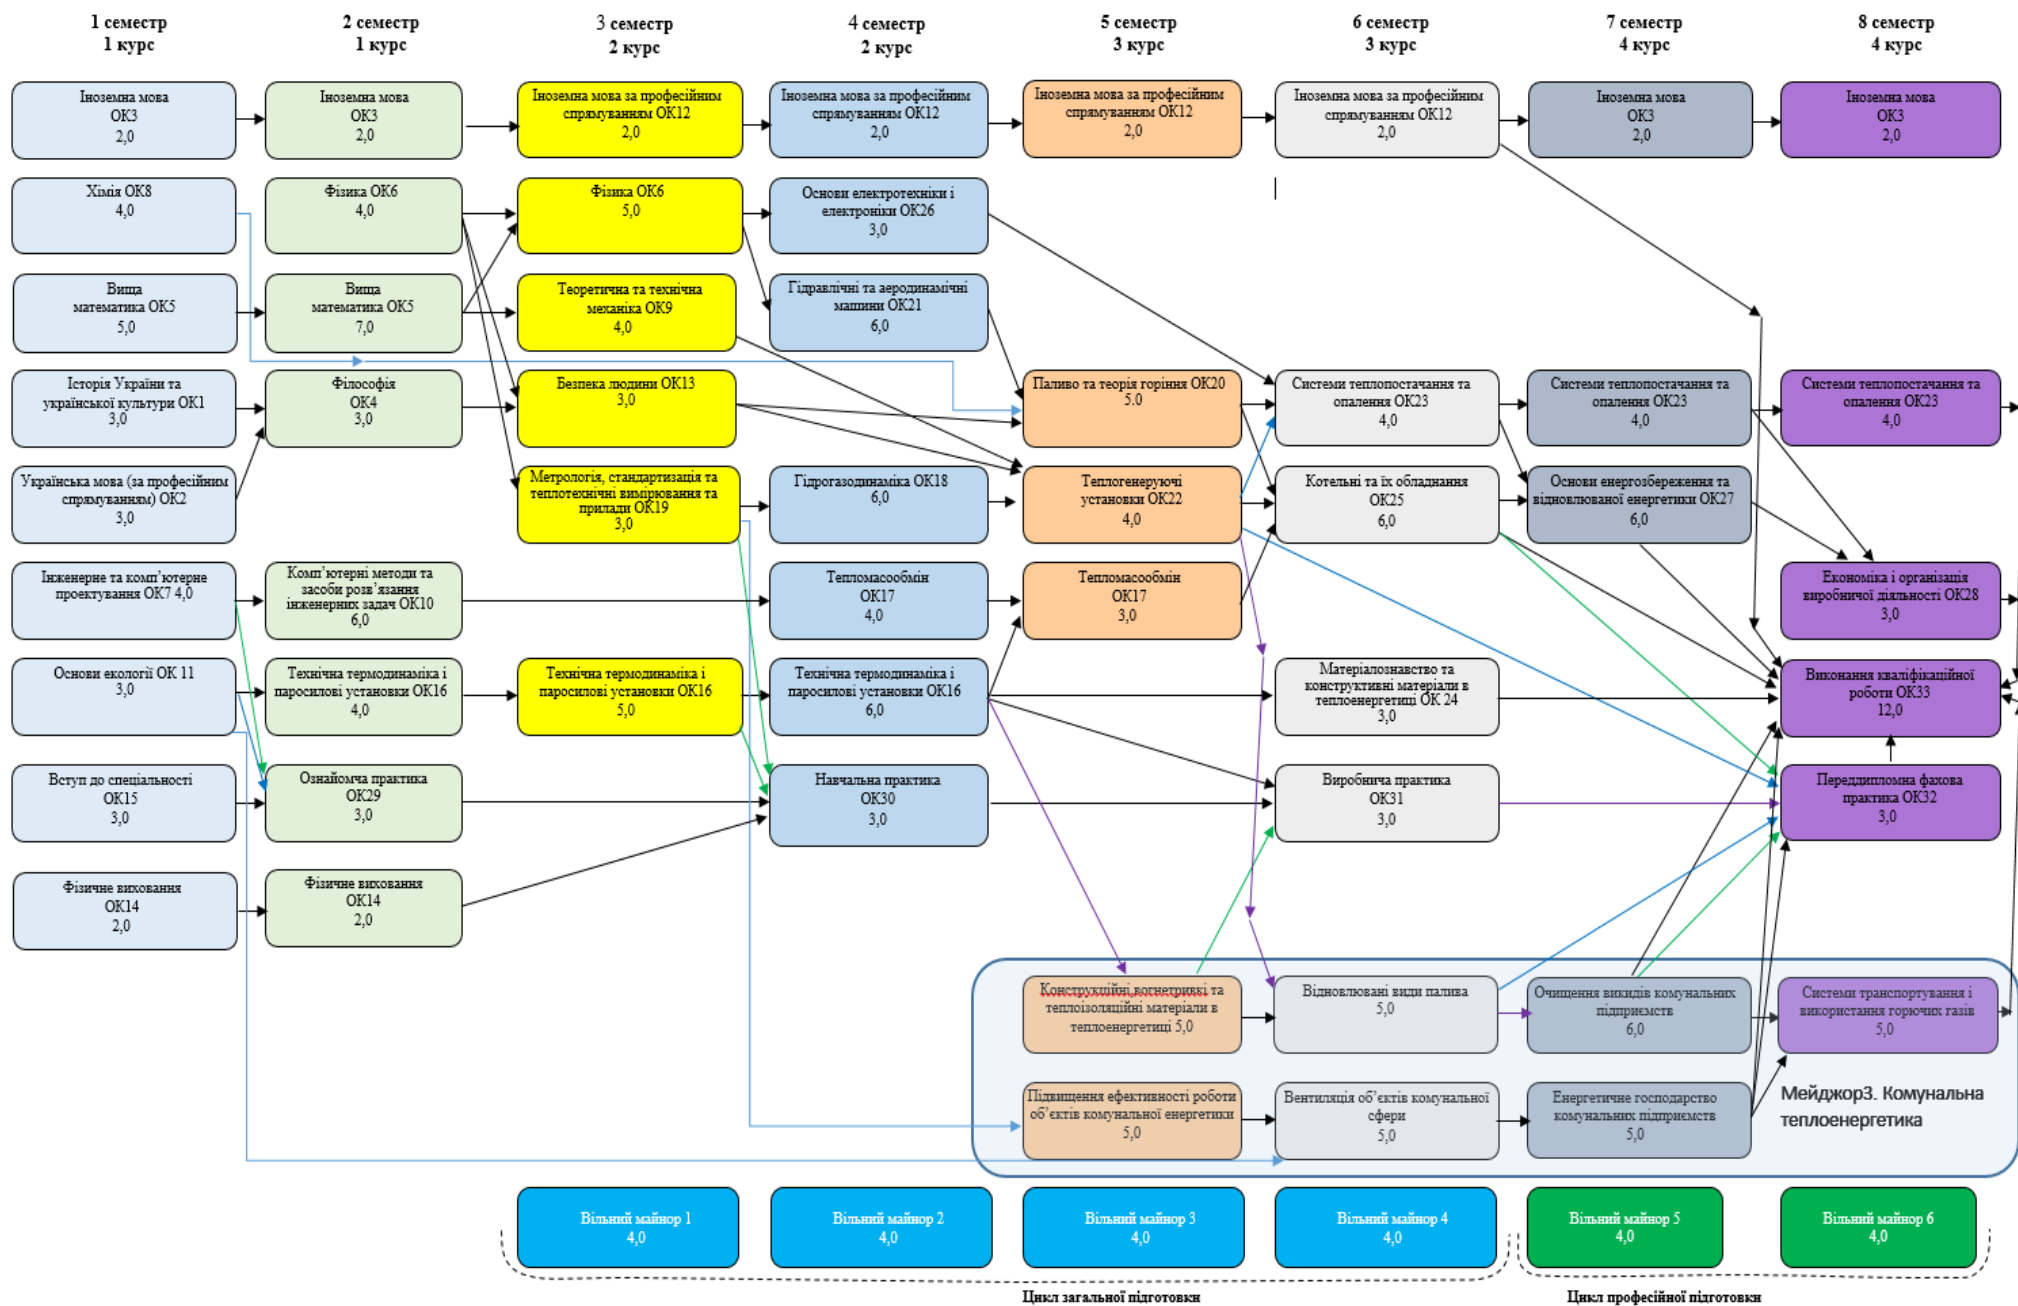 1 семестр
1 курс
2 семестр
1 курс
3 семестр
2 курс
4 семестр
2 курс
5 семестр
3 курс
6 семестр
3 курс
7 семестр
4 курс
8 семестр
4 курс
Іноземна мова
ОК3
2,0
Іноземна мова
ОК3
2,0
Іноземна мова за професійним
спрямуванням ОК12
2,0
Іноземна мова за професійним
спрямуванням ОК12
2,0
Іноземна мова за професійним
спрямуванням ОК12
2,0
Іноземна мова за професійним
спрямуванням ОК12
2,0
Іноземна мова
ОК3
2,0
Іноземна мова
ОК3
2,0
Хімія ОК8
4,0
Фізика ОК6
4,0
Фізика ОК6
5,0
Основи електротехніки і
електроніки ОК26
3,0
Вища
математика ОК5
5,0
Вища
математика ОК5
7,0
Теоретична та технічна
механіка ОК9
4,0
Гідравлічні та аеродинамічні
машини ОК21
6,0
Історія України та
української культури ОК1
3,0
Філософія
ОК4
3,0
Безпека людини ОК13
3,0
Паливо та теорія горіння ОК20
5.0
Системи теплопостачання та
опалення ОК23
4,0
Системи теплопостачання та
опалення ОК23
4,0
Системи теплопостачання та
опалення ОК23
4,0
Українська мова (за професійним
спрямуванням) ОК2
3,0
Метрологія, стандартизація та
теплотехнічні вимірювання та
прилади ОК19
3,0
Гідрогазодинаміка ОК18
6,0
Теплогенеруючі
установки ОК22
4,0
Котельні та їх обладнання
ОК25
6,0
Основи енергозбереження та
відновлюваної енергетики ОК27
6,0
Інженерне та комп’ютерне
проектування ОК7 4,0
Комп’ютерні методи та
засоби розв’язання
інженерних задач ОК10
6,0
Тепломасообмін
ОК17
4,0
Тепломасообмін
ОК17
3,0
Економіка і організація
виробничої діяльності ОК28
3,0
Основи екології ОК 11
3,0
Технічна термодинаміка і
паросилові установки ОК16
4,0
Технічна термодинаміка і
паросилові установки ОК16
5,0
Технічна термодинаміка і
паросилові установки ОК16
6,0
Матеріалознавство та
конструктивні матеріали в
теплоенергетиці ОК 24
3,0
Виконання кваліфікаційної
роботи ОК33
12,0
Вступ до спеціальності
ОК15
3,0
Ознайомча практика
ОК29
3,0
Навчальна практика
ОК30
3,0
Виробнича практика
ОК31
3,0
Переддипломна фахова
практика ОК32
3,0
Фізичне виховання
ОК14
2,0
Фізичне виховання
ОК14
2,0
Конструкційні вогнетривкі та
теплоізоляційні матеріали в
теплоенергетиці 5,0
Відновлювані види палива
5,0
Очищення викидів комунальних
підприємств
6,0
Системи транспортування і
використання горючих газів
5,0
Підвищення ефективності роботи
об’єктів комунальної енергетики
5,0
Вентиляція об’єктів комунальної
сфери
5,0
Енергетичне господарство
комунальних підприємств
5,0
Мейджор3. Комунальна
теплоенергетика
Вільний майнор 1
4,0
Вільний майнор 2
4,0
Вільний майнор 3
4,0
Вільний майнор 4
4,0
Вільний майнор 5
4,0
Вільний майнор 6
4,0
Цикл загальної підготовки
Цикл професійної підготовки